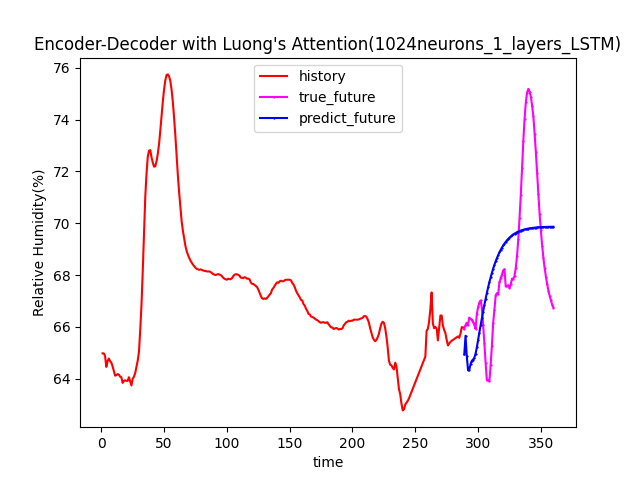 Encoder-Decoder with Luong's Attention(1024neurons_1_layers_LSTM)
history
true_future
predict_future
Relative Humidity(%)
76
74
72
70
68
66
64
0
50
100
150
200
250
300
350
time